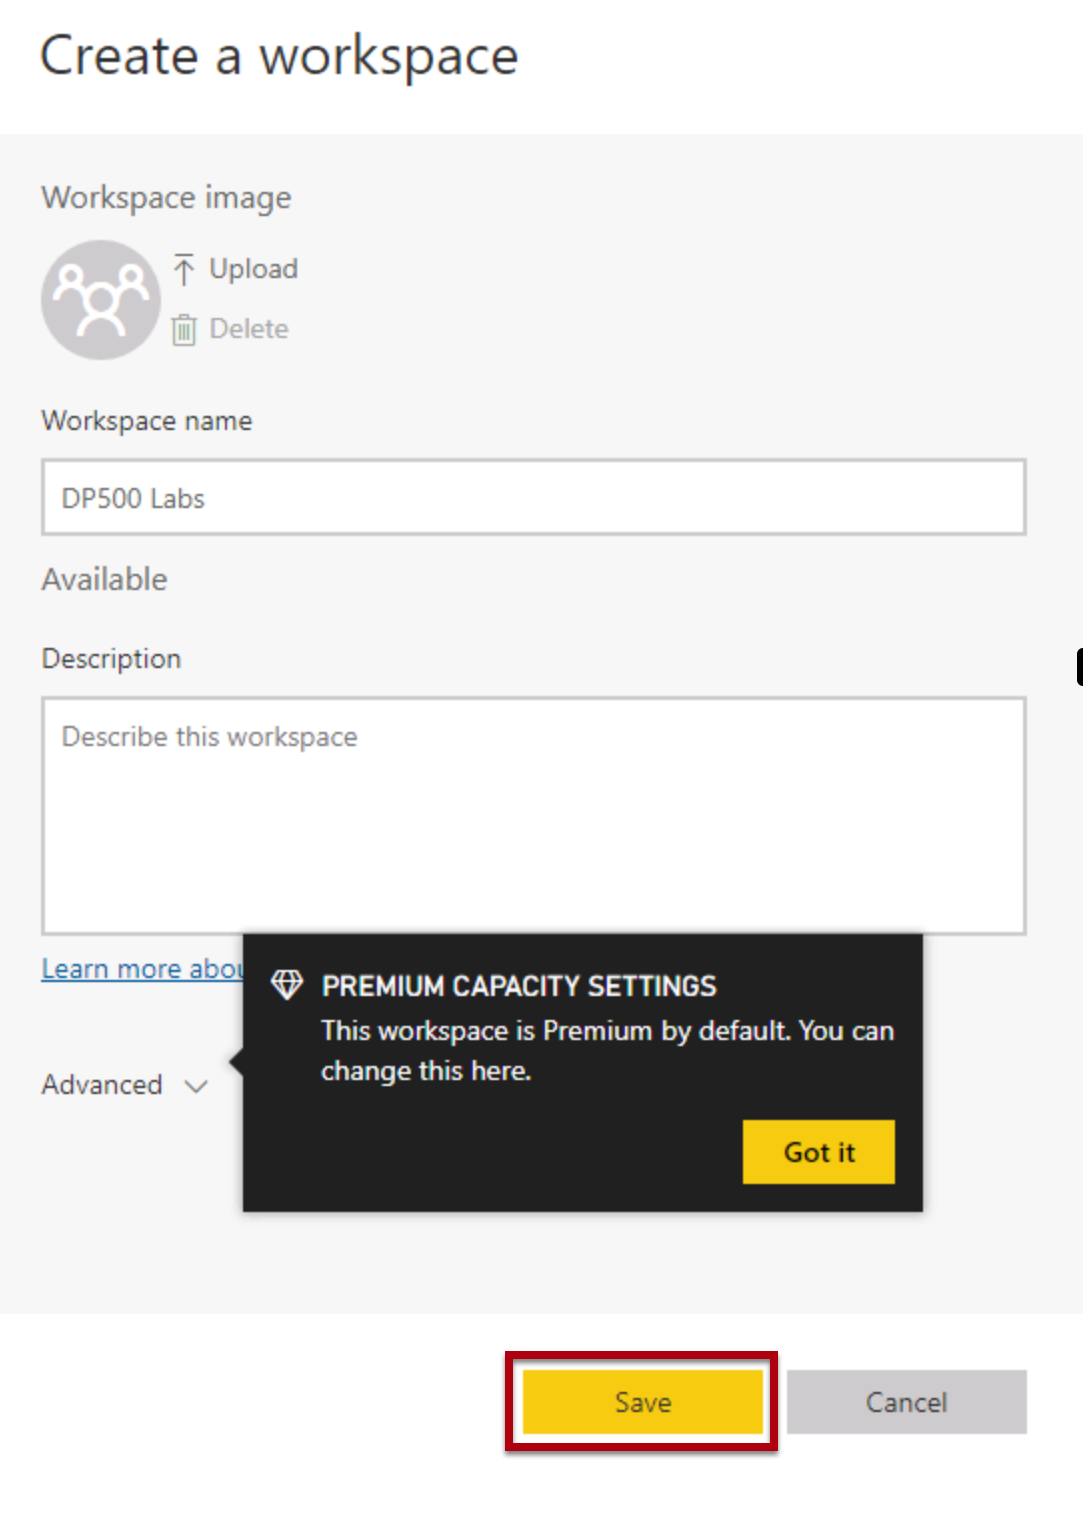 Create a workspace
Workspace image
Upload
Delete
Workspace name
DP500 Labs
Available
Description
Describe this workspace
Learn more abou
PREMIUM CAPACITY SETTINGS
This workspace is Premium by default. You can
change this here.
Advanced
Got it
Save
Cancel